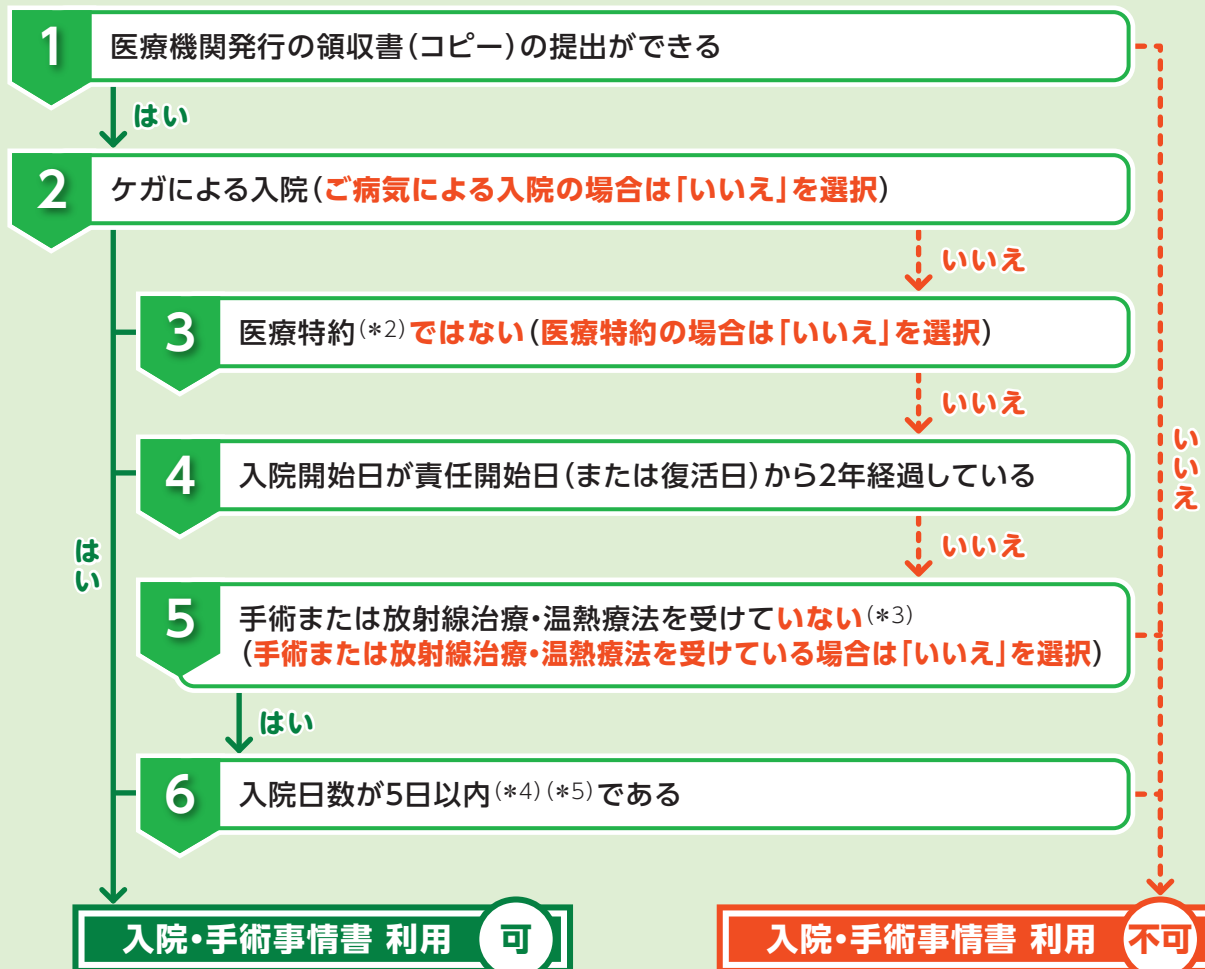 1 医療機関発行の領収書(コピー)の提出ができる
はい
2 ケガによる入院(ご病気による入院の場合は「いいえ」を選択)
いいえ
3 医療特約(*2)ではない(医療特約の場合は「いいえ」を選択)
いいえ
4 入院開始日が責任開始日(または復活日)から2年経過している
いいえ
いいえ
はい
5 手術または放射線治療・温熱療法を受けていない(*3)
(手術または放射線治療・温熱療法を受けている場合は「いいえ」を選択)
はい
6 入院日数が5日以内(*4)(*5)である
入院・手術事情書 利用 可
入院・手術事情書 利用 不可